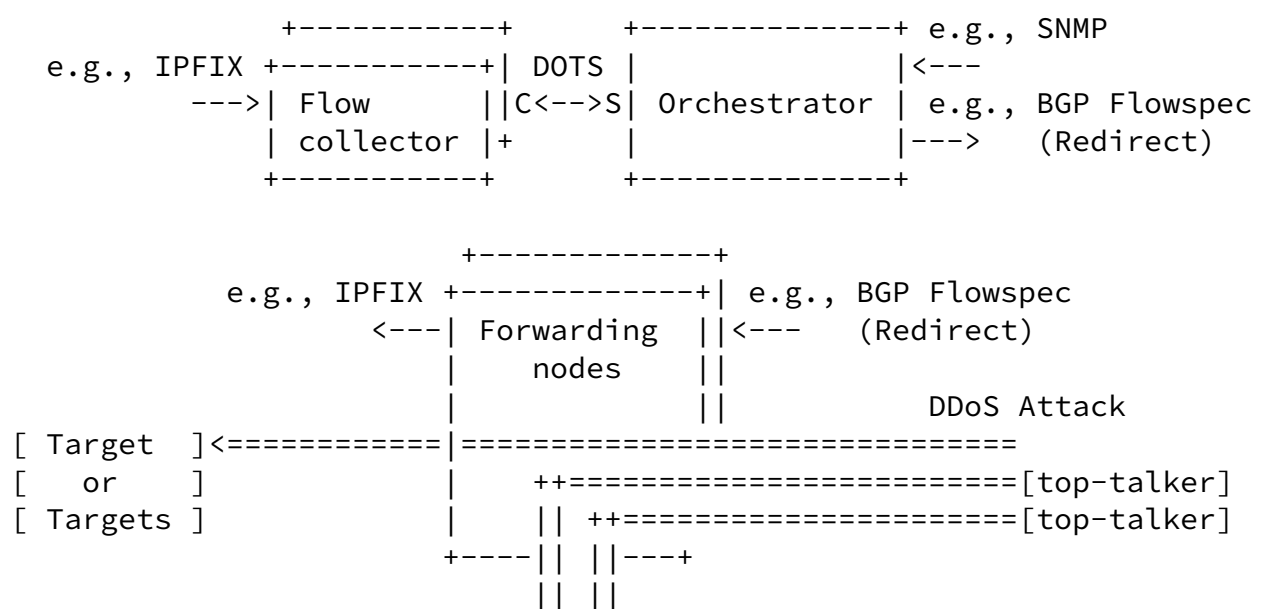 +-----------+       +--------------+ e.g., SNMP
e.g., IPFIX +-----------+| DOTS |              |<---
       --->| Flow      ||C<-->S| Orchestrator | e.g., BGP Flowspec
           | collector |+      |              |--->   (Redirect)
           +-----------+       +--------------+
                      +-------------+
         e.g., IPFIX +-------------+| e.g., BGP Flowspec
                 <---| Forwarding  ||<---   (Redirect)
                     |    nodes    ||
                     |             ||           DDoS Attack
[ Target  ]<============|===============================
[   or    ]             |    ++=========================[top-talker]
[ Targets ]             |    || ++======================[top-talker]
                        +----|| ||---+
                             || ||